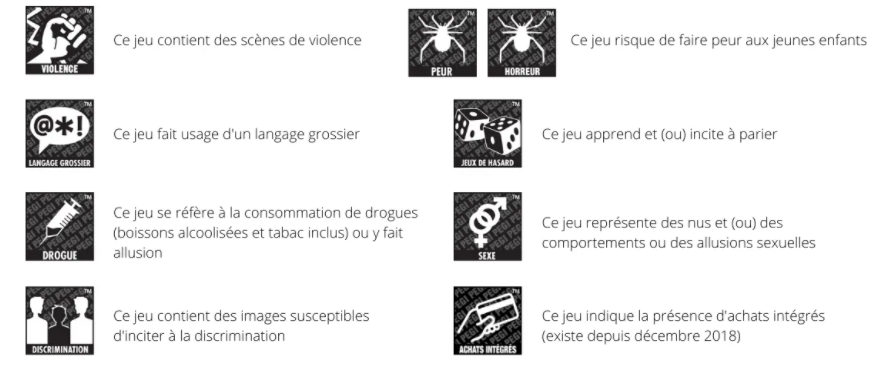 VIOLENCE
Ce jeu contient des scènes de violence
PEUR
HORREUR
Ce jeu risque de faire peur aux jeunes enfants
@*!
LANGAGE GROSSIER
Ce jeu fait usage d'un langage grossier
JEUX DE HASARD
Ce jeu apprend et (ou) incite à parier
DROGUE
Ce jeu se réfère à la consommation de drogues
(boissons alcoolisées et tabac inclus) ou y fait
allusion
SEXE
Ce jeu représente des nus et (ou) des
comportements ou des allusions sexuelles
DISCRIMINATION
Ce jeu contient des images susceptibles
d'inciter à la discrimination
ACHATS INTÉGRÉS
Ce jeu indique la présence d'achats intégrés
(existe depuis décembre 2018)